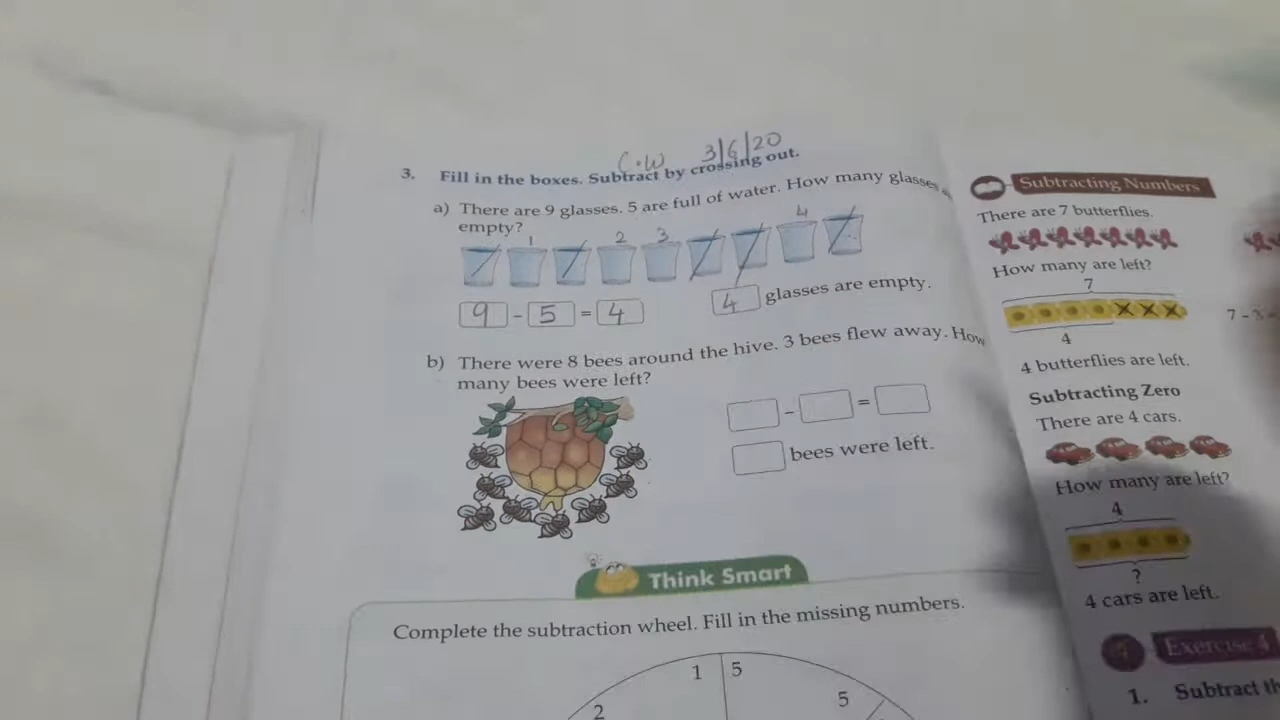 C.W 3/6/20
3. Fill in the boxes. Subtract by crossing out.
a) There are 9 glasses. 5 are full of water. How many glasses
empty?
1 2 3 4
9 - 5 = 4
4 glasses are empty.
b) There were 8 bees around the hive. 3 bees flew away. How
many bees were left?
- =
bees were left.
Think Smart
Complete the subtraction wheel. Fill in the missing numbers.
1 5
2 5
Subtracting Numbers
There are 7 butterflies.
How many are left?
7
7 - 3
4
4 butterflies are left.
Subtracting Zero
There are 4 cars.
How many are left?
4
?
4 cars are left.
Exercise 4
1. Subtract